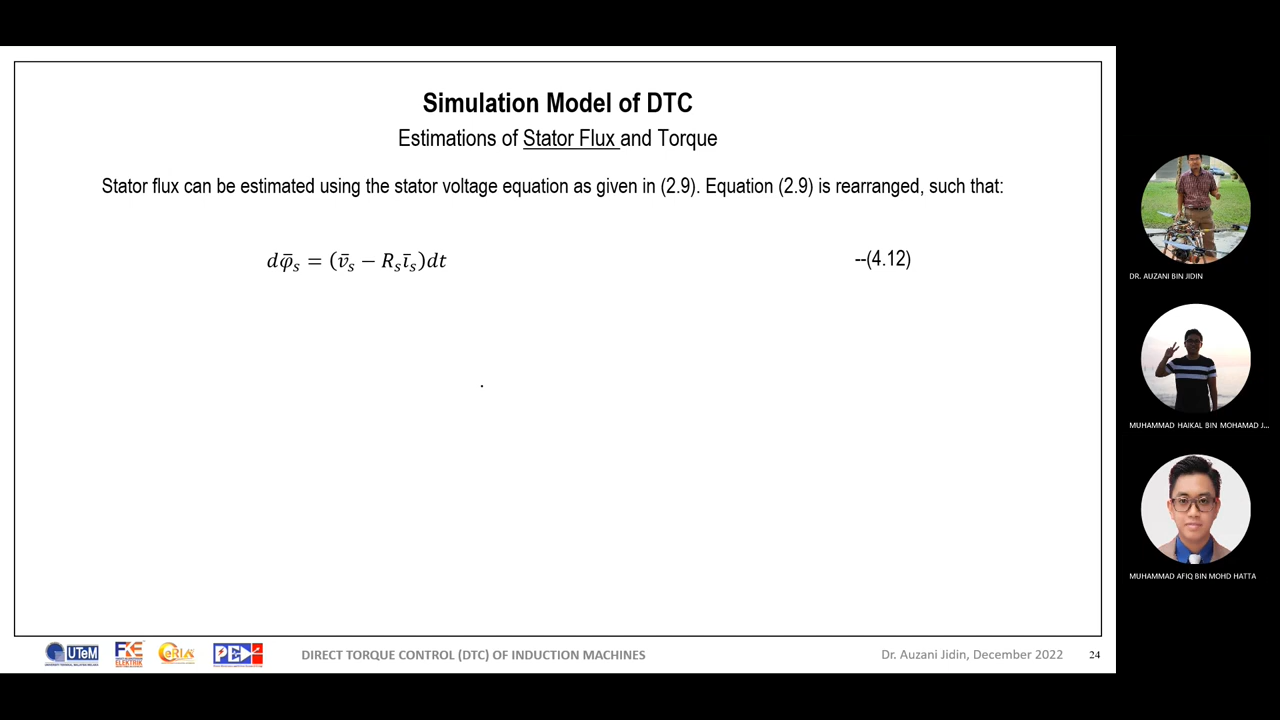 Simulation Model of DTC
Estimations of Stator Flux and Torque
Stator flux can be estimated using the stator voltage equation as given in (2.9). Equation (2.9) is rearranged, such that:
dφ̄ₛ = (v̄ₛ − Rₛīₛ)dt --(4.12)
DR. AUZANI BIN JIDIN
MUHAMMAD HAIKAL BIN MOHAMAD J...
MUHAMMAD AFIQ BIN MOHD HATTA
UTeM
FKE
ELEKTRIK
CeRIA
DIRECT TORQUE CONTROL (DTC) OF INDUCTION MACHINES
Dr. Auzani Jidin, December 2022 24